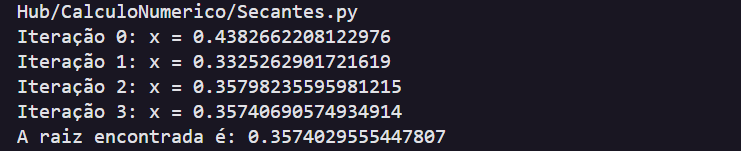 Hub/CalculoNumerico/Secantes.py
Iteração 0: x = 0.4382662208122976
Iteração 1: x = 0.3325262901721619
Iteração 2: x = 0.35798235595981215
Iteração 3: x = 0.35740690574934914
A raiz encontrada é: 0.3574029555447807